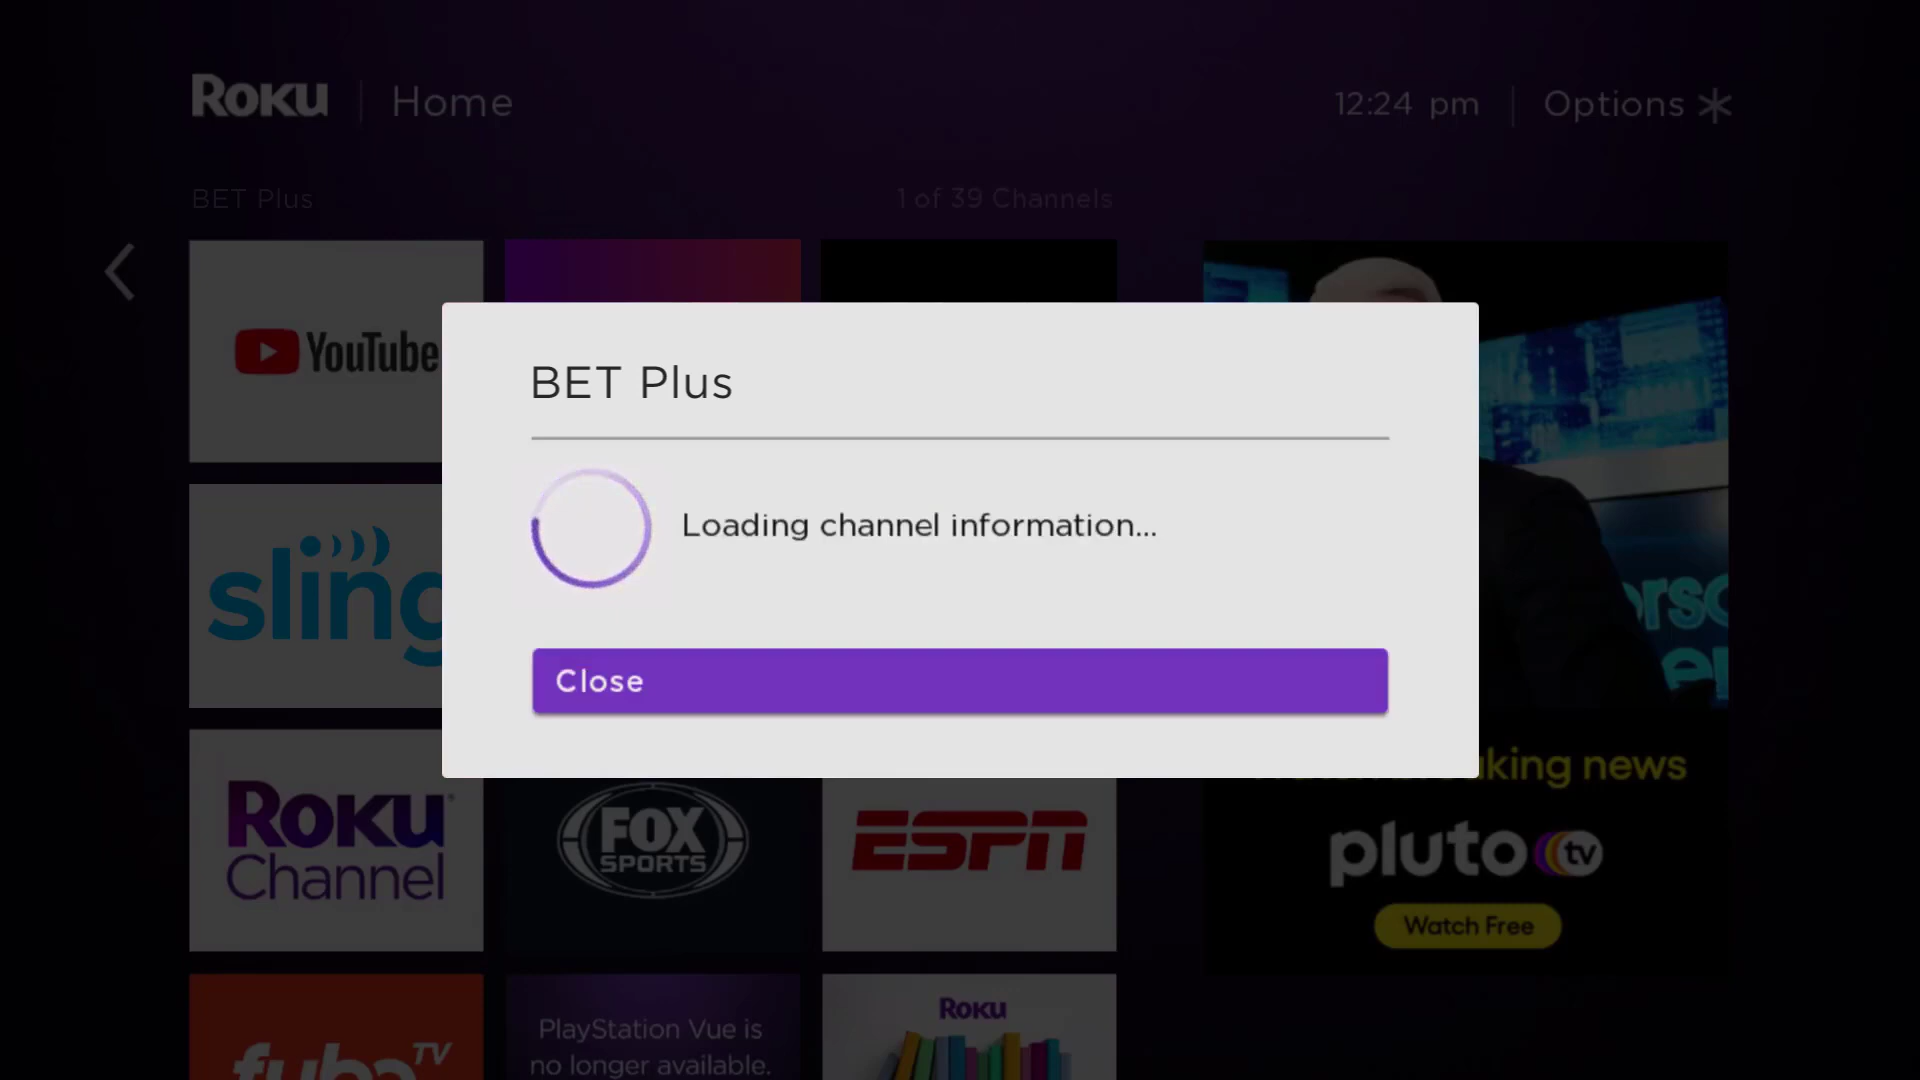 Roku
Home
12:24 pm
Options
BET Plus
1 of 39 Channels
YouTube
BET Plus
Loading channel information...
sling
Close
Roku
Channel
FOX
SPORTS
ESPN
king news
pluto tv
Watch Free
fubo TV
PlayStation Vue is
no longer available.
Roku